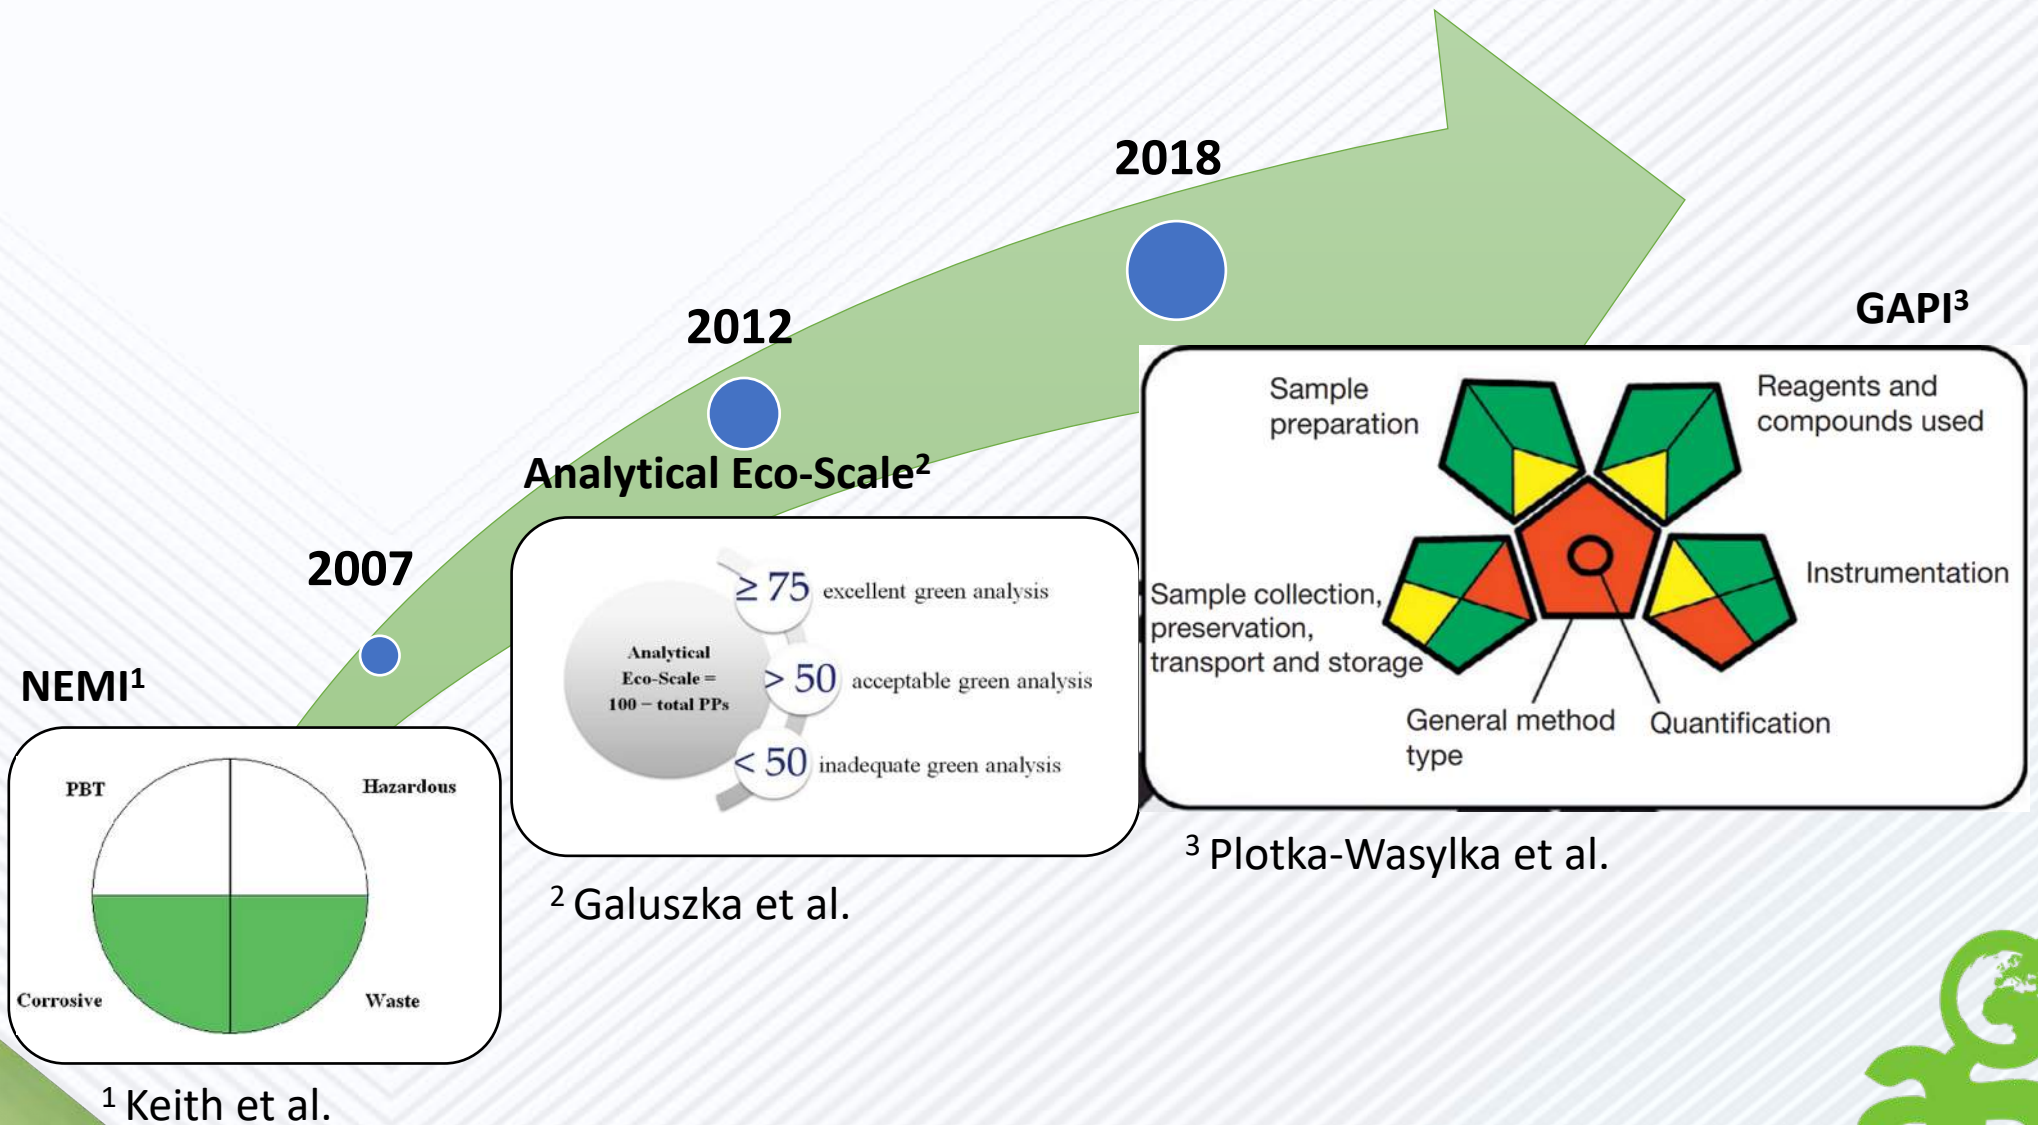 2018
GAPI³
2012
Sample
preparation
Reagents and
compounds used
Analytical Eco-Scale²
2007
≥ 75 excellent green analysis
Analytical
Eco-Scale =
100 – total PPs
> 50 acceptable green analysis
< 50 inadequate green analysis
Instrumentation
Sample collection,
preservation,
transport and storage
General method
type
Quantification
NEMI¹
PBT
Hazardous
Corrosive
Waste
³ Plotka-Wasylka et al.
² Galuszka et al.
¹ Keith et al.